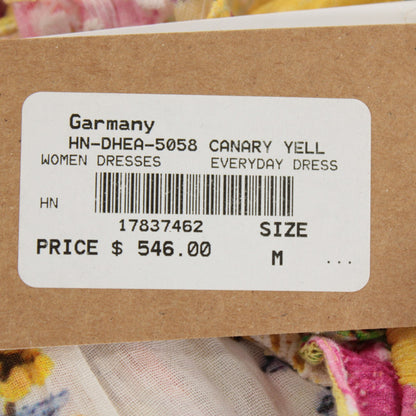 Garmany
HN-DHEA-5058 CANARY YELL
WOMEN DRESSES EVERYDAY DRESS
HN
17837462
SIZE
PRICE $ 546.00
M ...